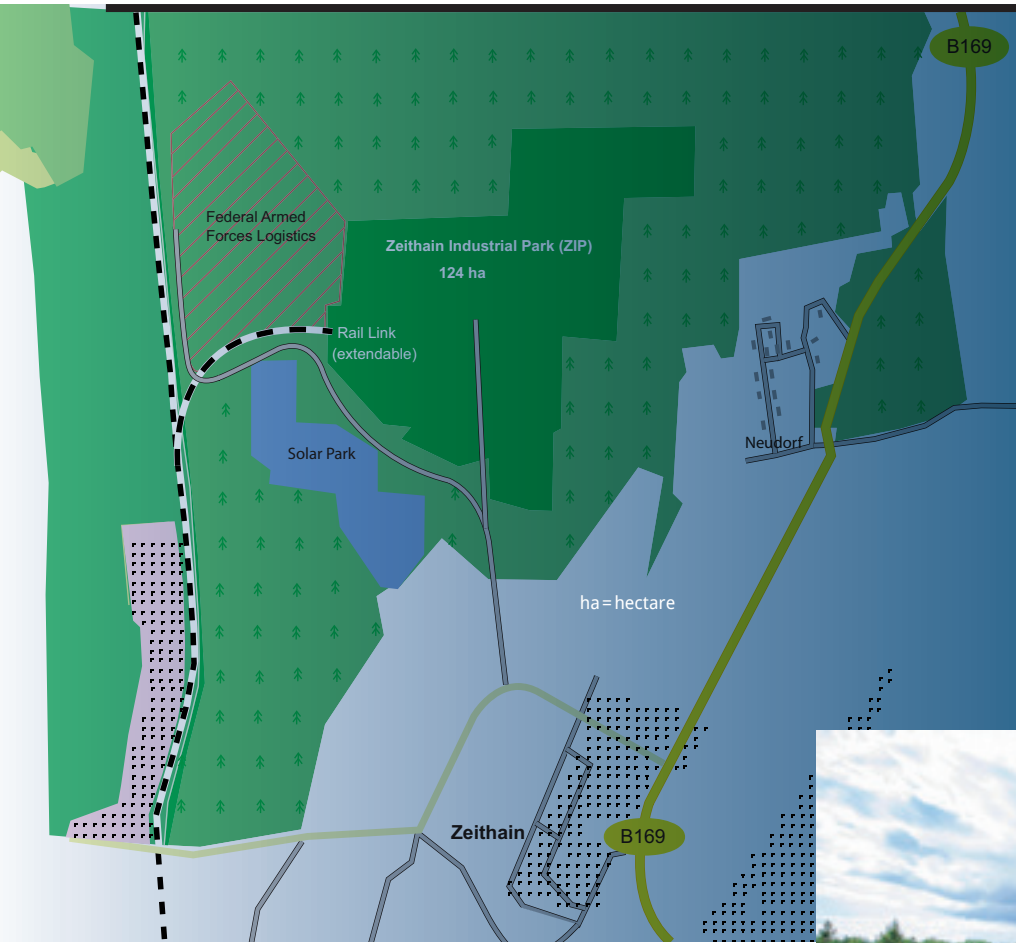 B169
Federal Armed
Forces Logistics
Zeithain Industrial Park (ZIP)
124 ha
Rail Link
(extendable)
Neudorf
Solar Park
ha=hectare
Zeithain
B169